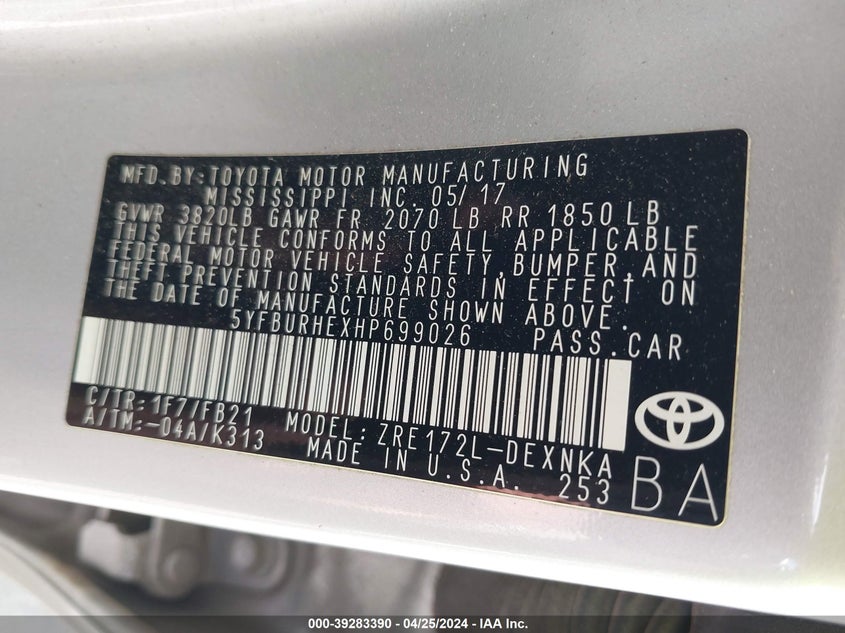 MFD.BY:TOYOTA MOTOR MANUFACTURING
MISSISSIPPI INC. 05/17
GVWR 3820LB GAWR FR 2070 LB RR 1850 LB
THIS VEHICLE CONFORMS TO ALL APPLICABLE
FEDERAL MOTOR VEHICLE SAFETY,BUMPER,AND
THEFT PREVENTION STANDARDS IN EFFECT ON
THE DATE OF MANUFACTURE SHOWN ABOVE.
5YFBURHEXHP699026 PASS.CAR
C/TR:1F7/FB21 MODEL:ZRE172L-DEXNKA
A/TM:-04A/K313 MADE IN U.S.A. 253
BA
000-39283390 - 04/25/2024 - IAA Inc.